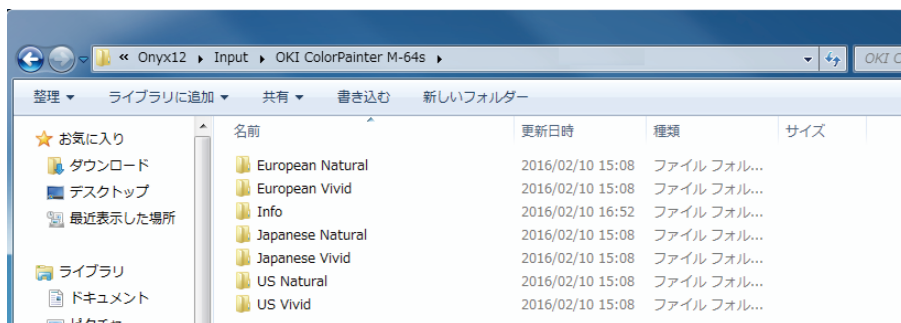 « Onyx12 ▸ Input ▸ OKI ColorPainter M-64s ▸
OKI C
整理 ▼ ライブラリに追加 ▼ 共有 ▼ 書き込む 新しいフォルダー
お気に入り
ダウンロード
デスクトップ
最近表示した場所
ライブラリ
ドキュメント
名前 更新日時 種類 サイズ
European Natural 2016/02/10 15:08 ファイル フォル...
European Vivid 2016/02/10 15:08 ファイル フォル...
Info 2016/02/10 16:52 ファイル フォル...
Japanese Natural 2016/02/10 15:08 ファイル フォル...
Japanese Vivid 2016/02/10 15:08 ファイル フォル...
US Natural 2016/02/10 15:08 ファイル フォル...
US Vivid 2016/02/10 15:08 ファイル フォル...